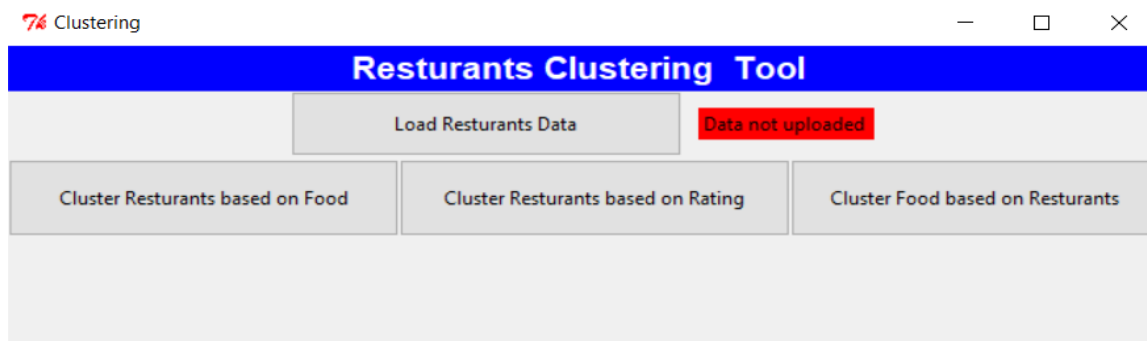 Clustering
Resturants Clustering  Tool
Load Resturants Data
Data not uploaded
Cluster Resturants based on Food
Cluster Resturants based on Rating
Cluster Food based on Resturants